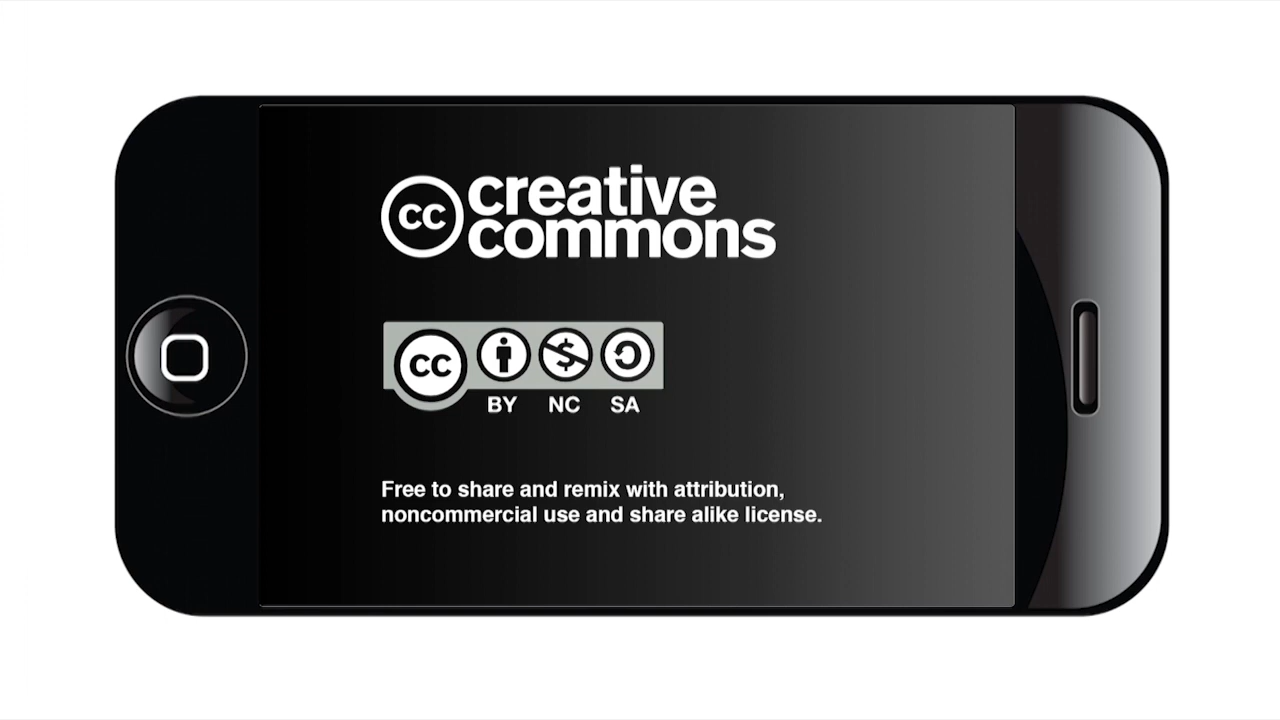 cc creative
commons
cc
BY NC SA
Free to share and remix with attribution,
noncommercial use and share alike license.